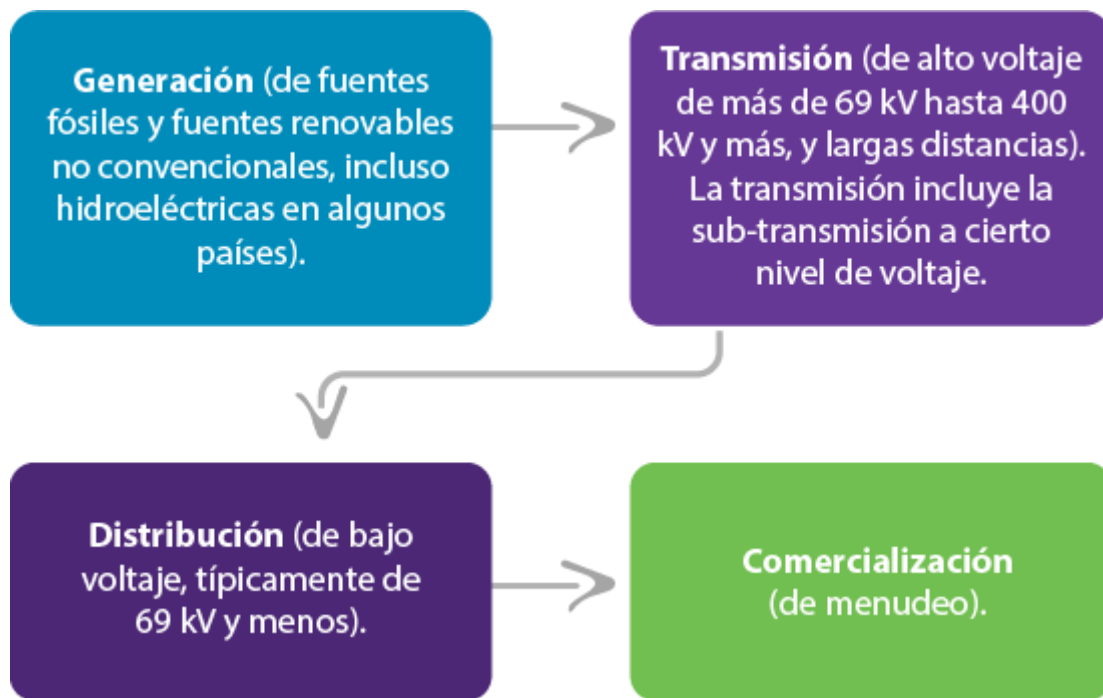 Generación (de fuentes
fósiles y fuentes renovables
no convencionales, incluso
hidroeléctricas en algunos
países).
Transmisión (de alto voltaje
de más de 69 kV hasta 400
kV y más, y largas distancias).
La transmisión incluye la
sub-transmisión a cierto
nivel de voltaje.
Distribución (de bajo
voltaje, típicamente de
69 kV y menos).
Comercialización
(de menudeo).